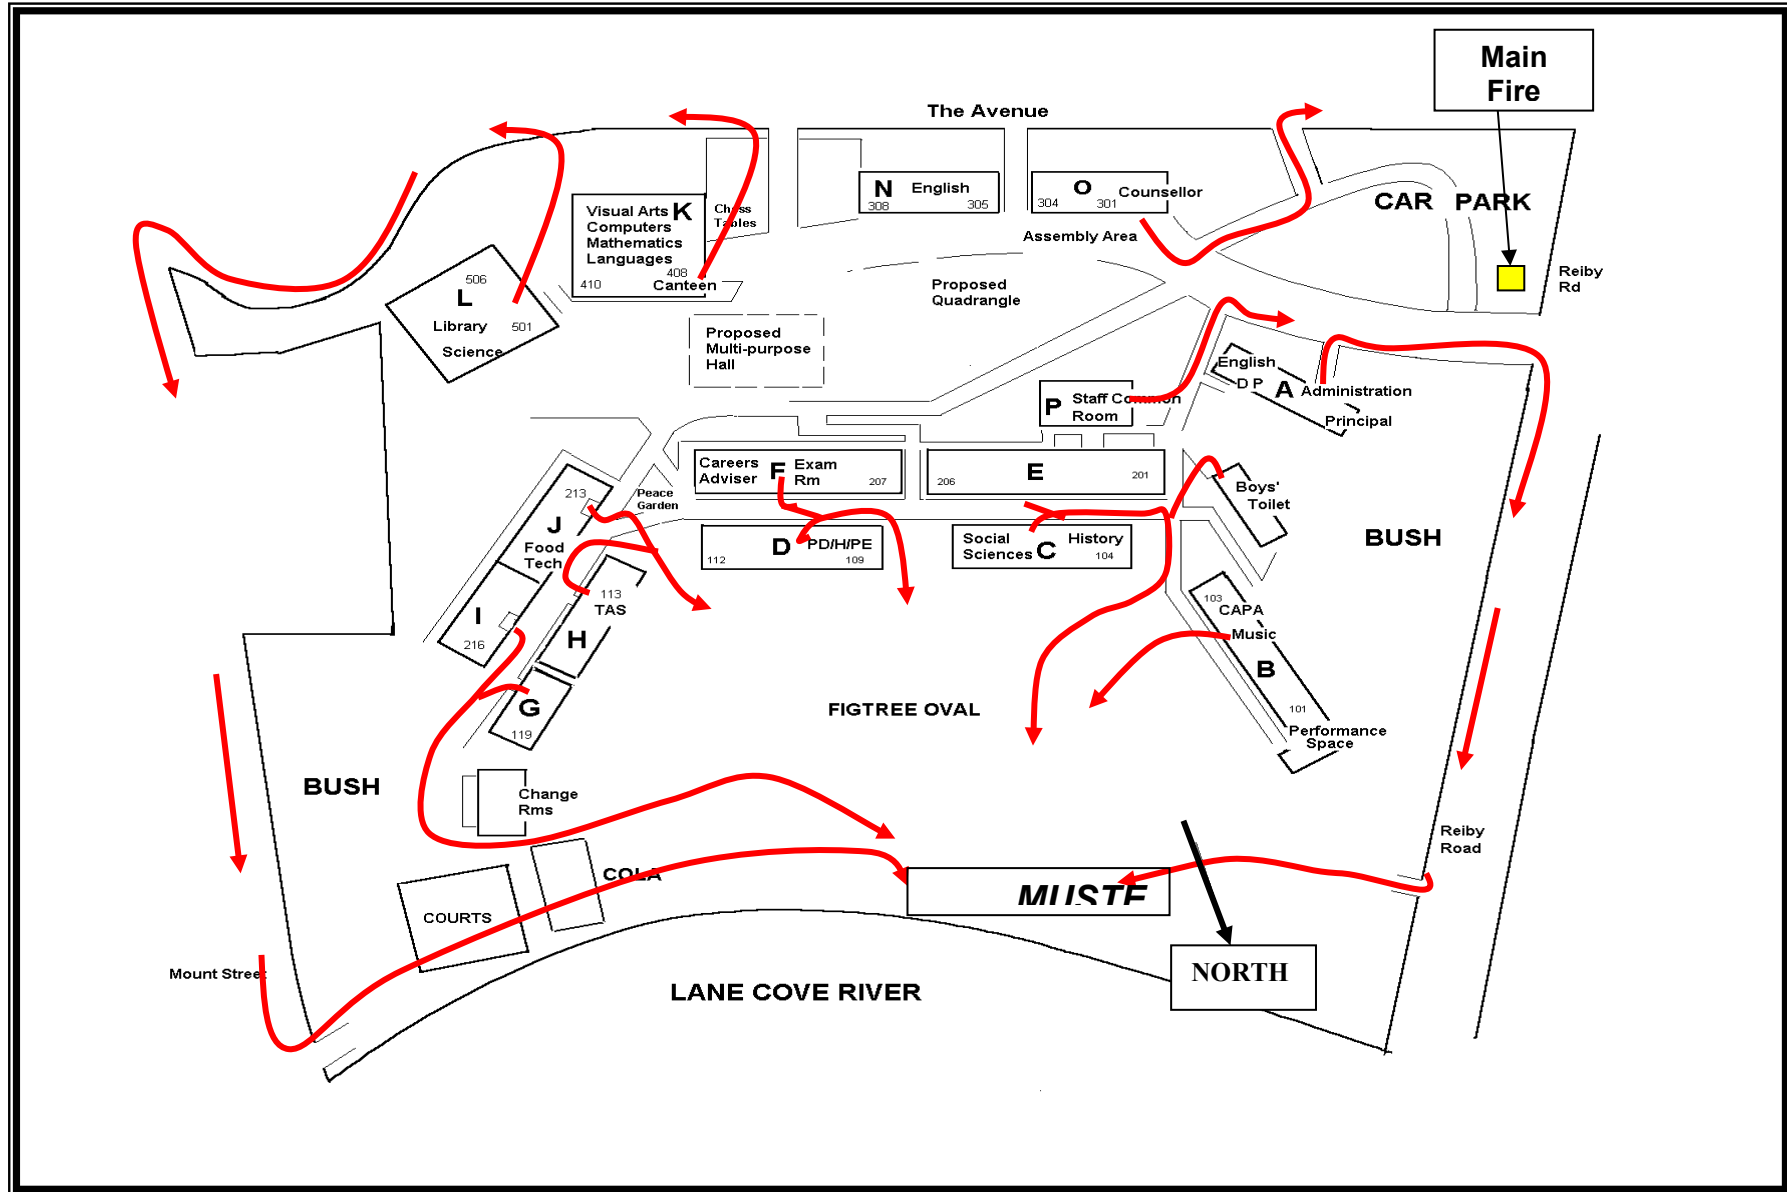 Main
Fire
The Avenue
N English
308 305
O Counsellor
304 301
CAR PARK
Visual Arts K
Computers
Mathematics
Languages
408
410 Canteen
Chess
Tables
Assembly Area
Reiby
Rd
506
L
Library 501
Science
Proposed
Quadrangle
Proposed
Multi-purpose
Hall
English
D P A Administration
Principal
P Staff Common
Room
Careers
Adviser F Exam
Rm 207
E
206 201
213
J
Food
Tech
Peace
Garden
Boys'
Toilet
BUSH
D PD/H/PE
112 109
Social
Sciences C History
104
I
216
113
TAS
H
103
CAPA
Music
B
101
Performance
Space
G
119
FIGTREE OVAL
BUSH
Change
Rms
Reiby
Road
COLA
COURTS
MUSTE
Mount Street
NORTH
LANE COVE RIVER